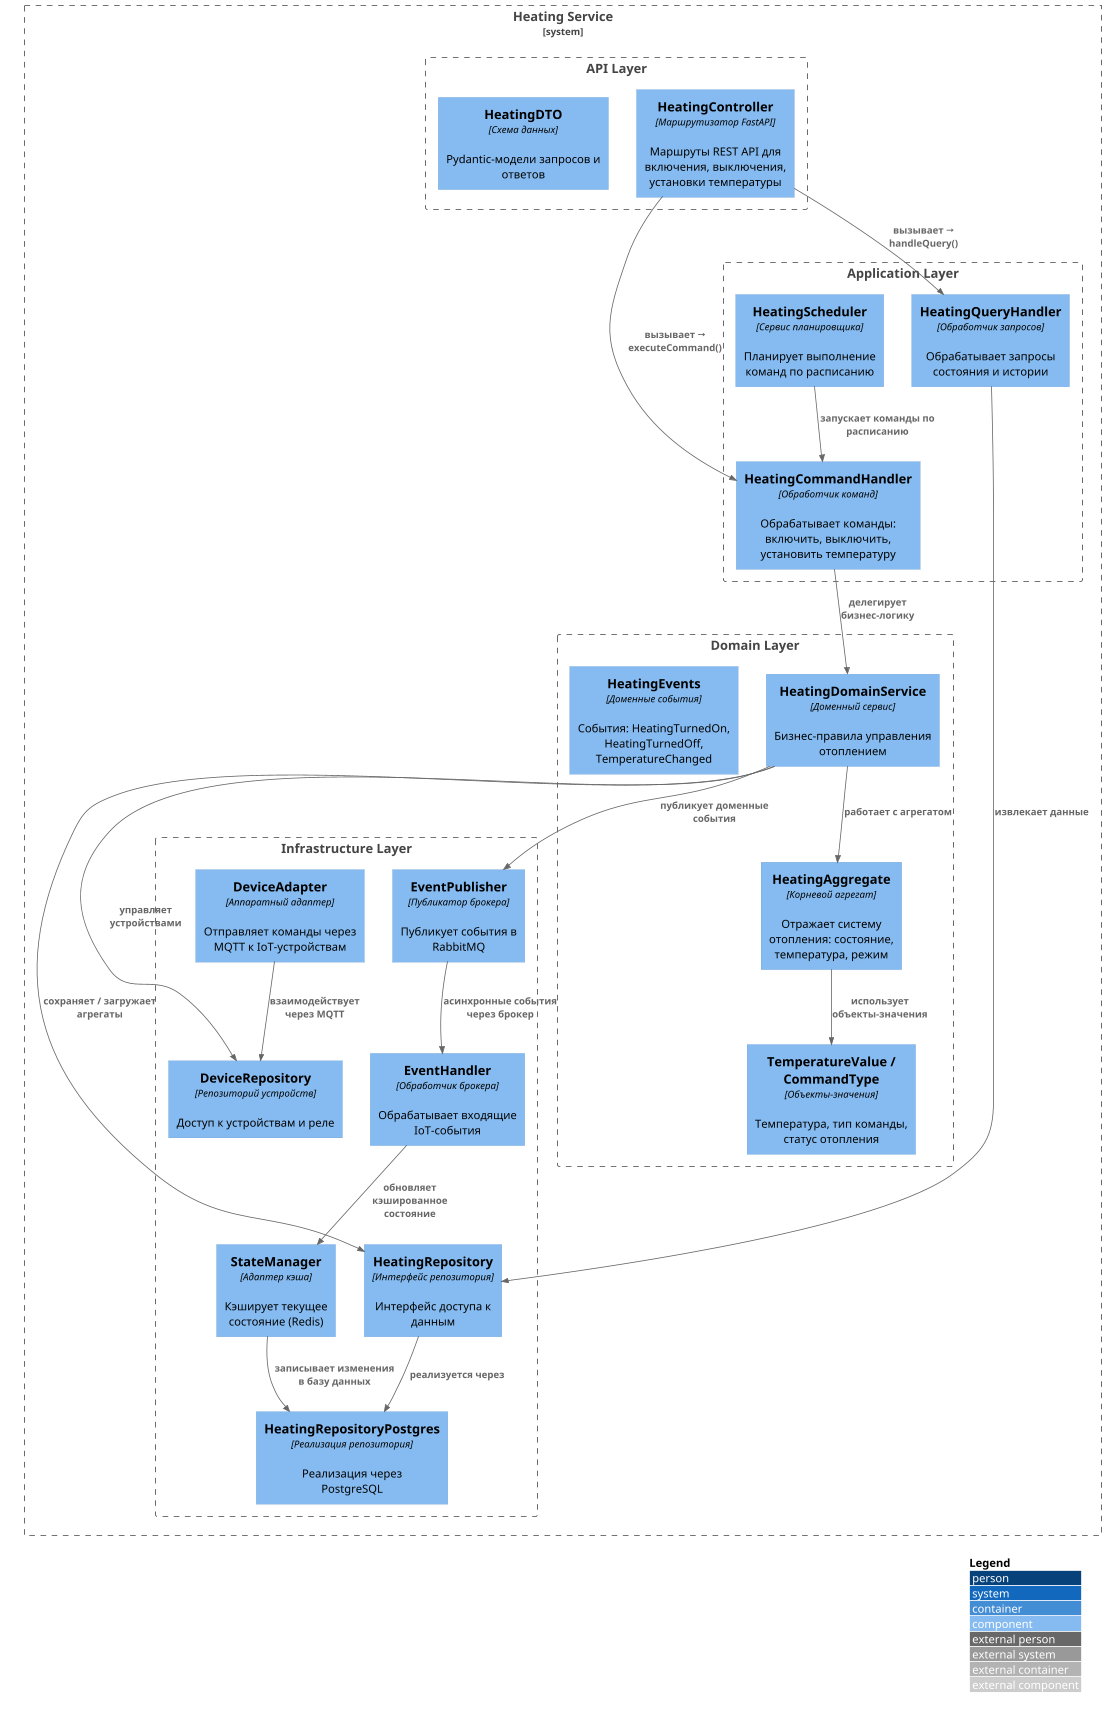 Heating Service
[system]
API Layer
HeatingDTO
[Схема данных]
Pydantic-модели запросов и
ответов
HeatingController
[Маршрутизатор FastAPI]
Маршруты REST API для
включения, выключения,
установки температуры
вызывает →
handleQuery()
вызывает →
executeCommand()
Application Layer
HeatingScheduler
[Сервис планировщика]
Планирует выполнение
команд по расписанию
HeatingQueryHandler
[Обработчик запросов]
Обрабатывает запросы
состояния и истории
запускает команды по
расписанию
HeatingCommandHandler
[Обработчик команд]
Обрабатывает команды:
включить, выключить,
установить температуру
делегирует
бизнес-логику
Domain Layer
HeatingEvents
[Доменные события]
События: HeatingTurnedOn,
HeatingTurnedOff,
TemperatureChanged
HeatingDomainService
[Доменный сервис]
Бизнес-правила управления
отоплением
публикует доменные
события
работает с агрегатом
извлекает данные
HeatingAggregate
[Корневой агрегат]
Отражает систему
отопления: состояние,
температура, режим
использует
объекты-значения
TemperatureValue /
CommandType
[Объекты-значения]
Температура, тип команды,
статус отопления
Infrastructure Layer
DeviceAdapter
[Аппаратный адаптер]
Отправляет команды через
MQTT к IoT-устройствам
EventPublisher
[Публикатор брокера]
Публикует события в
RabbitMQ
управляет
устройствами
сохраняет / загружает
агрегаты
взаимодействует
через MQTT
асинхронные события
через брокер
DeviceRepository
[Репозиторий устройств]
Доступ к устройствам и реле
EventHandler
[Обработчик брокера]
Обрабатывает входящие
IoT-события
обновляет
кэшированное
состояние
StateManager
[Адаптер кэша]
Кэширует текущее
состояние (Redis)
HeatingRepository
[Интерфейс репозитория]
Интерфейс доступа к
данным
записывает изменения
в базу данных
реализуется через
HeatingRepositoryPostgres
[Реализация репозитория]
Реализация через
PostgreSQL
Legend
person
system
container
component
external person
external system
external container
external component